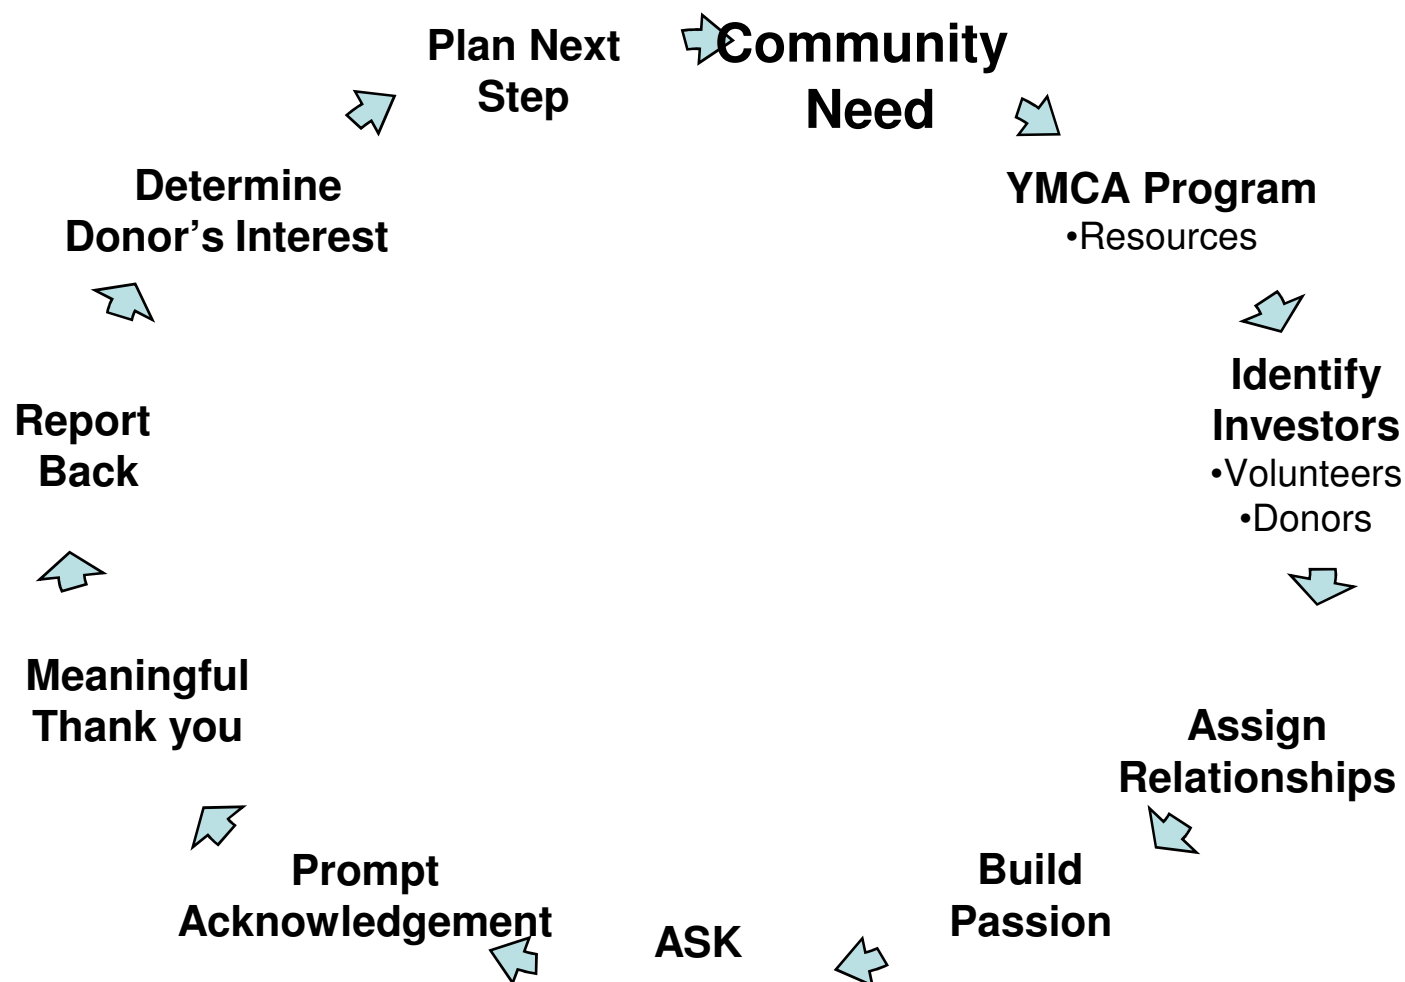 Plan Next
Step
Community
Need
YMCA Program
•Resources
Identify
Investors
•Volunteers
•Donors
Assign
Relationships
Build
Passion
ASK
Prompt
Acknowledgement
Meaningful
Thank you
Report
Back
Determine
Donor’s Interest